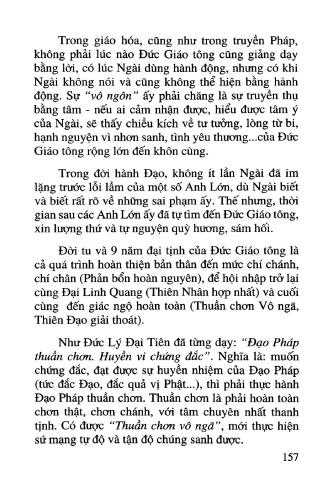 Trong giáo hóa, cũng như trong truyền Pháp,
không phải lúc nào Đức Giáo tông cũng giảng dạy
bằng lời, có lúc Ngài dùng hành động, nhưng có khi
Ngài không nói và cũng không thể hiện bằng hành
động. Sự “vô ngôn” ấy phải chăng là sự truyền thụ
bằng tâm - nếu ai cảm nhận được, hiểu được tâm ý
của Ngài, sẽ thấy chiều kích về tư tưởng, lòng từ bi,
hạnh nguyện vì nhơn sanh, tình yêu thương...của Đức
Giáo tông rộng lớn đến khôn cùng.
Trong đời hành Đạo, không ít lần Ngài đã im
lặng trước lỗi lầm của một số Anh Lớn, dù Ngài biết
và biết rất rõ về những sai phạm ấy. Thế nhưng, thời
gian sau các Anh Lớn ấy đã tự tìm đến Đức Giáo tông,
xin lượng thứ và tự nguyện quỳ hương, sám hối.
Đời tu và 9 năm đại tịnh của Đức Giáo tông là
cả quá trình hoàn thiện bản thân đến mức chí chánh,
chí chân (Phản bổn hoàn nguyên), để hội nhập trở lại
cùng Đại Linh Quang (Thiên Nhân hợp nhất) và cuối
cùng đến giác ngộ hoàn toàn (Thuần chơn Vô ngã,
Thiên Đạo giải thoát).
Như Đức Lý Đại Tiên đã từng dạy: “Đạo Pháp
thuần chơn. Huyền vi chứng đắc”. Nghĩa là: muốn
chứng đắc, đạt được sự huyền nhiệm của Đạo Pháp
(tức đắc Đạo, đắc quả vị Phật...), thì phải thực hành
Đạo Pháp thuần chơn. Thuần chơn là phải hoàn toàn
chơn thật, chơn chánh, với tâm chuyên nhất thanh
tịnh. Có được “Thuần chơn vô ngã”, mới thực hiện
sứ mạng tự độ và tận độ chúng sanh được.
157